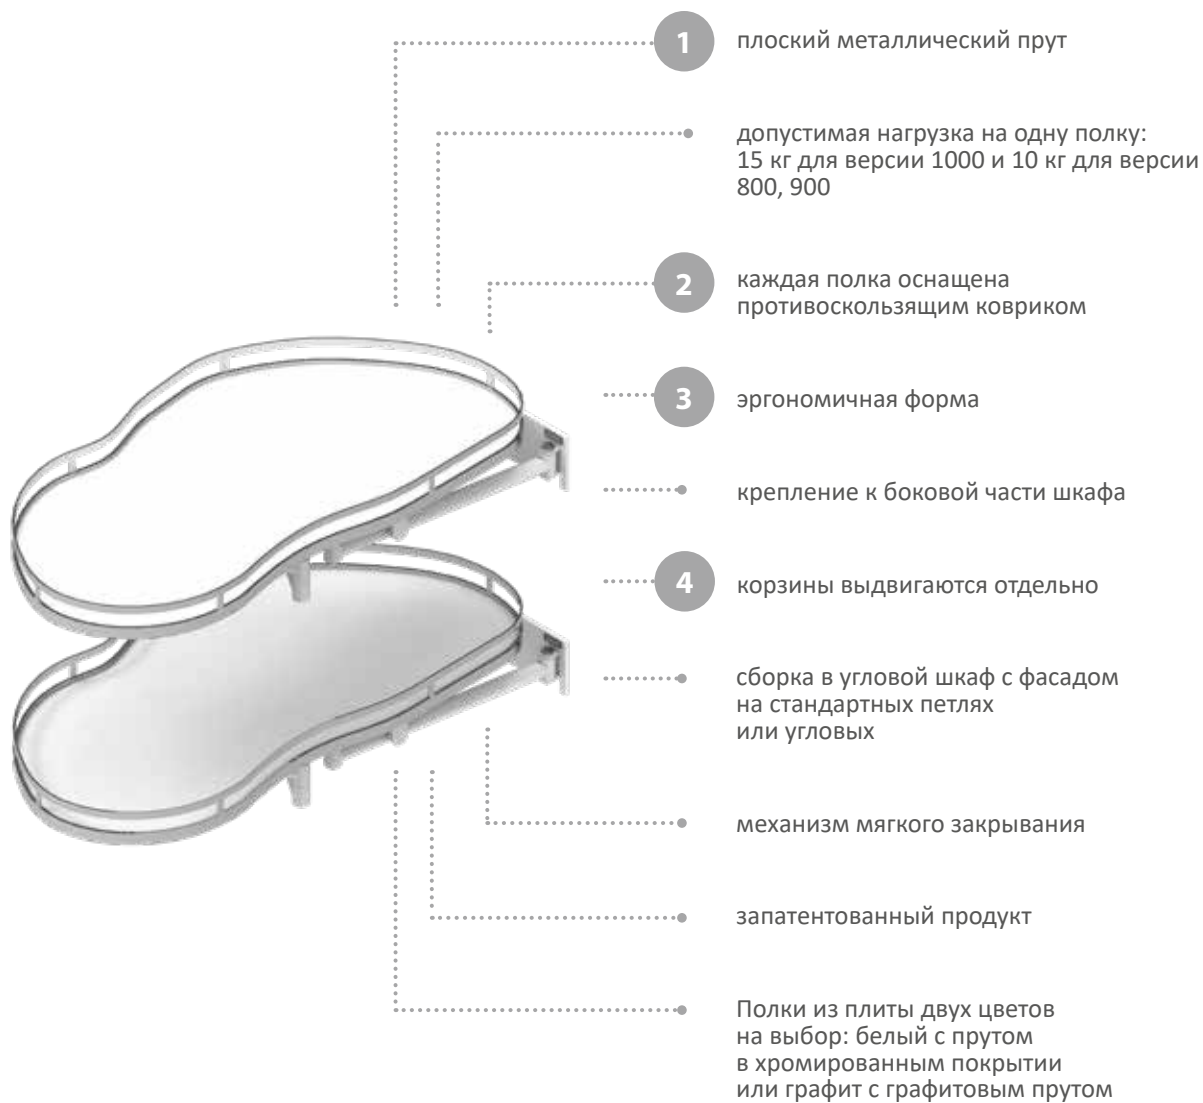 1 плоский металлический прут
допустимая нагрузка на одну полку:
15 кг для версии 1000 и 10 кг для версии
800, 900
2 каждая полка оснащена
противоскользящим ковриком
3 эргономичная форма
крепление к боковой части шкафа
4 корзины выдвигаются отдельно
сборка в угловой шкаф с фасадом
на стандартных петлях
или угловых
механизм мягкого закрывания
запатентованный продукт
Полки из плиты двух цветов
на выбор: белый с прутом
в хромированным покрытии
или графит с графитовым прутом